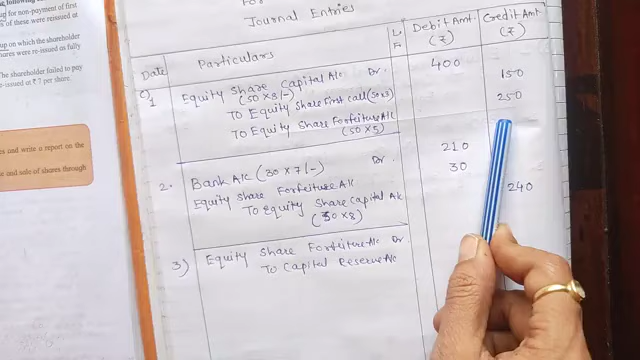 up for non-payment of first
s of these were reissued at
up on which the shareholder
hares were re-issued as fully
The shareholder failed to pay
re-issued at ₹ 7 per share.
es and write a report on the
e and sale of shares through
For
Journal Entries
Date Particulars L F Debit Amt. (₹) Credit Amt (₹)
1 Equity Share Capital A/c Dr. 400
(50 x 8/-)
To Equity Share First call (50x3) 150
To Equity Share Forfeiture A/c 250
(50 x 5)
2. Bank A/c (30 x 7/-) Dr. 210
Equity Share Forfeiture A/c 30
To Equity Share Capital A/c 240
(30 x 8)
3) Equity Share Forfeiture A/c Dr.
To Capital Reserve A/c